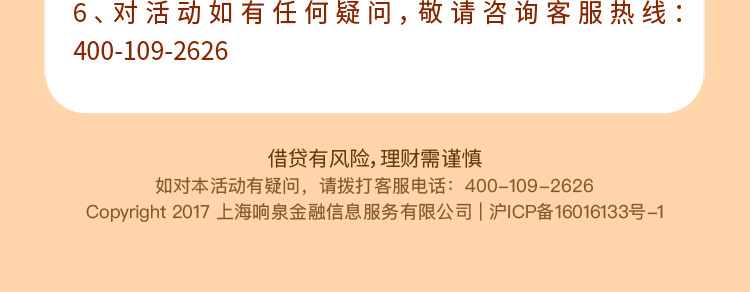 6、对活动如有任何疑问，敬请咨询客服热线：
400-109-2626
借贷有风险，理财需谨慎
如对本活动有疑问，请拨打客服电话：400-109-2626
Copyright 2017 上海响泉金融信息服务有限公司 | 沪ICP备16016133号-1